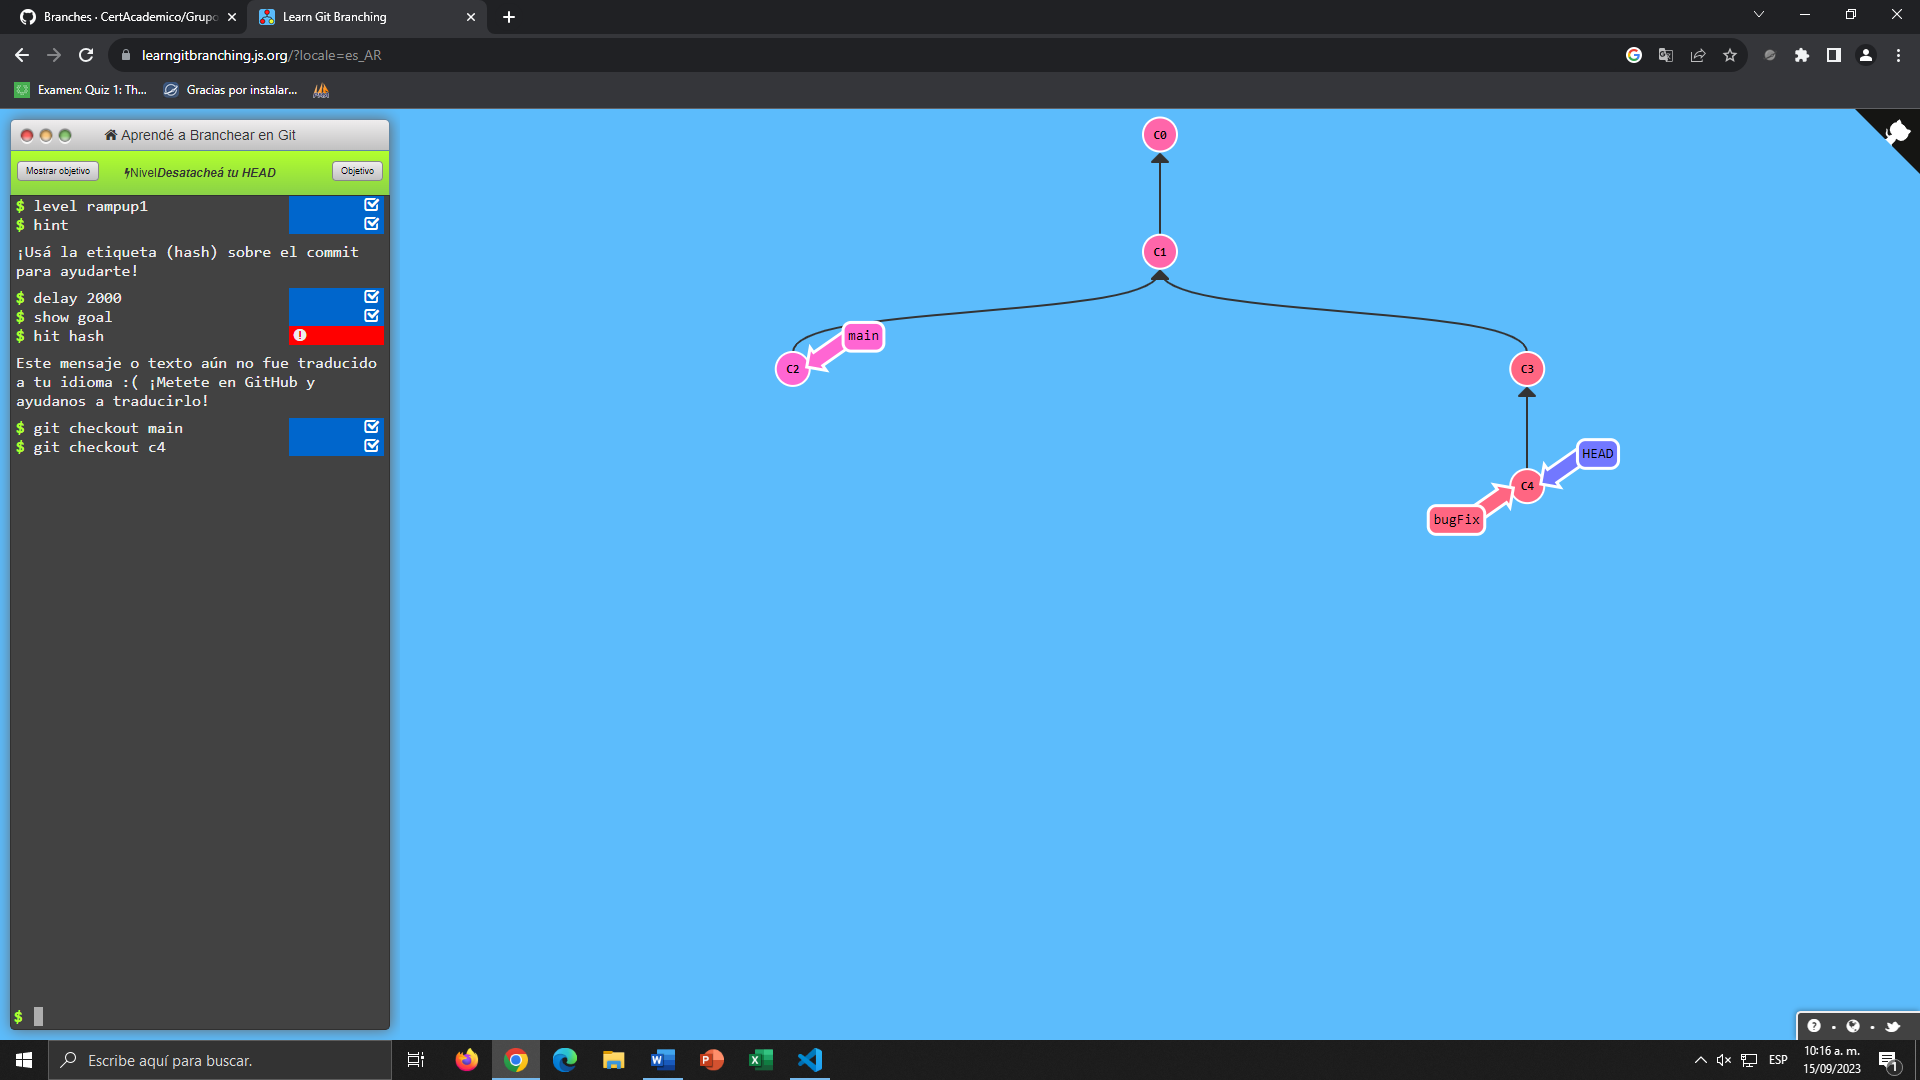 Branches · CertAcademico/Grupo
Learn Git Branching
learngitbranching.js.org/?locale=es_AR
Examen: Quiz 1: Th...
Gracias por instalar...
Aprendé a Branchear en Git
Mostrar objetivo
Nivel Desatacheá tu HEAD
Objetivo
$ level rampup1
$ hint
¡Usá la etiqueta (hash) sobre el commit
para ayudarte!
$ delay 2000
$ show goal
$ hit hash
Este mensaje o texto aún no fue traducido
a tu idioma :( ¡Metete en GitHub y
ayudanos a traducirlo!
$ git checkout main
$ git checkout c4
$
C0
C1
main
C2
C3
HEAD
C4
bugFix
Escribe aquí para buscar.
ESP
10:16 a. m.
15/09/2023
1